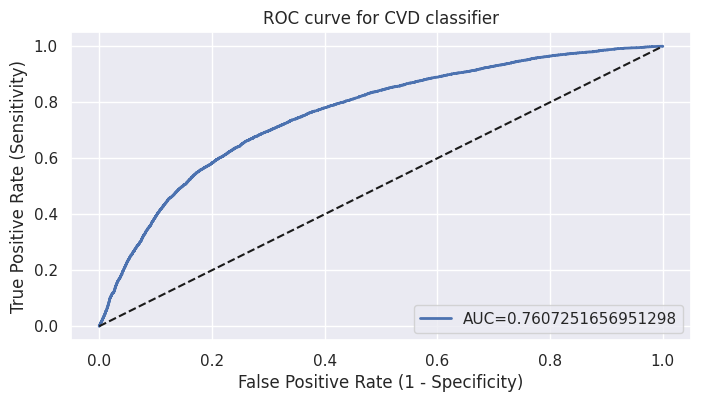 ROC curve for CVD classifier
True Positive Rate (Sensitivity)
1.0
0.8
0.6
0.4
0.2
0.0
AUC=0.7607251656951298
0.0 0.2 0.4 0.6 0.8 1.0
False Positive Rate (1 - Specificity)